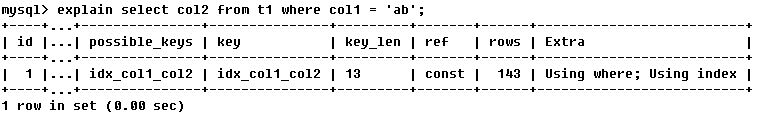 mysql> explain select col2 from t1 where col1 = 'ab';
+----+...+---------------+---------------+---------+-------+------+--------------------------+
| id |...| possible_keys | key           | key_len | ref   | rows | Extra                    |
+----+...+---------------+---------------+---------+-------+------+--------------------------+
|  1 |...| idx_col1_col2 | idx_col1_col2 | 13      | const |  143 | Using where; Using index |
+----+...+---------------+---------------+---------+-------+------+--------------------------+
1 row in set (0.00 sec)